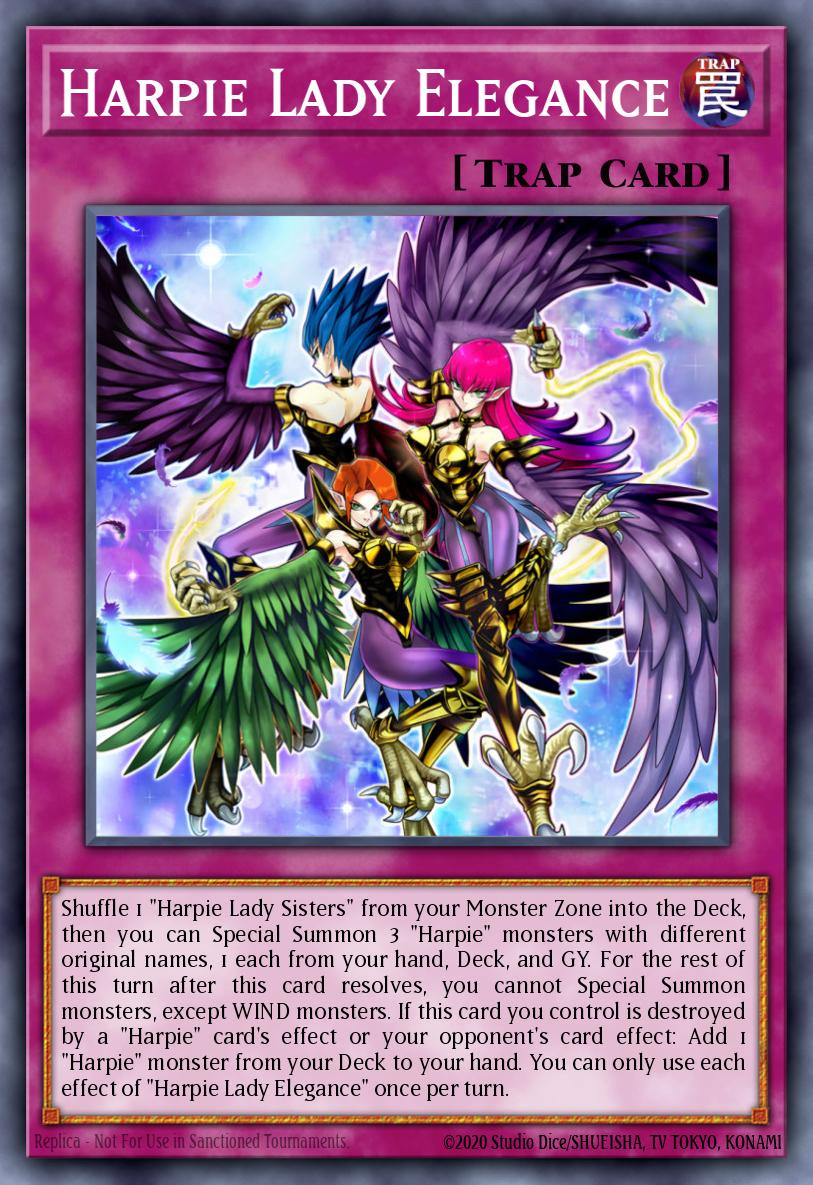 HARPIE LADY ELEGANCE
TRAP
罠
[TRAP CARD]
Shuffle 1 "Harpie Lady Sisters" from your Monster Zone into the Deck,
then you can Special Summon 3 "Harpie" monsters with different
original names, 1 each from your hand, Deck, and GY. For the rest of
this turn after this card resolves, you cannot Special Summon
monsters, except WIND monsters. If this card you control is destroyed
by a "Harpie" card's effect or your opponent's card effect: Add 1
"Harpie" monster from your Deck to your hand. You can only use each
effect of "Harpie Lady Elegance" once per turn.
Replica - Not For Use in Sanctioned Tournaments.
©2020 Studio Dice/SHUEISHA, TV TOKYO, KONAMI